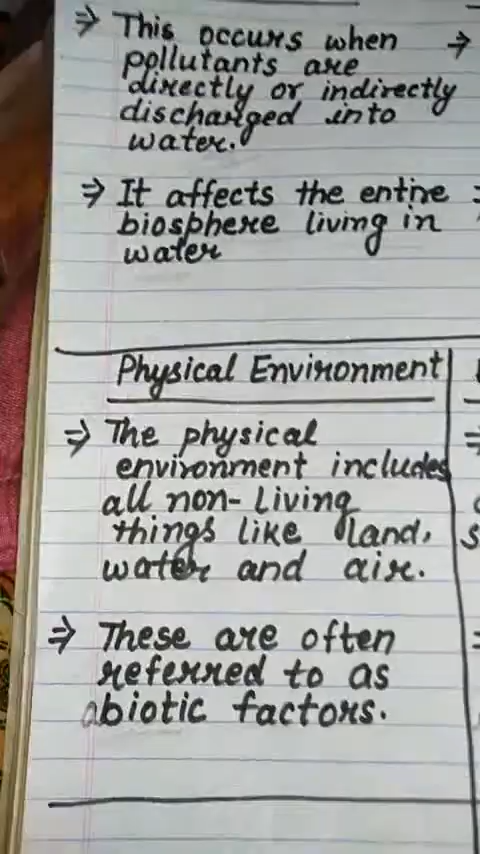 ⇒ This occurs when
pollutants are
directly or indirectly
discharged into
water.
⇒ It affects the entire
biosphere living in
water
Physical Environment
⇒ The physical
environment includes
all non-Living
things like land,
water and air.
⇒ These are often
referred to as
abiotic factors.